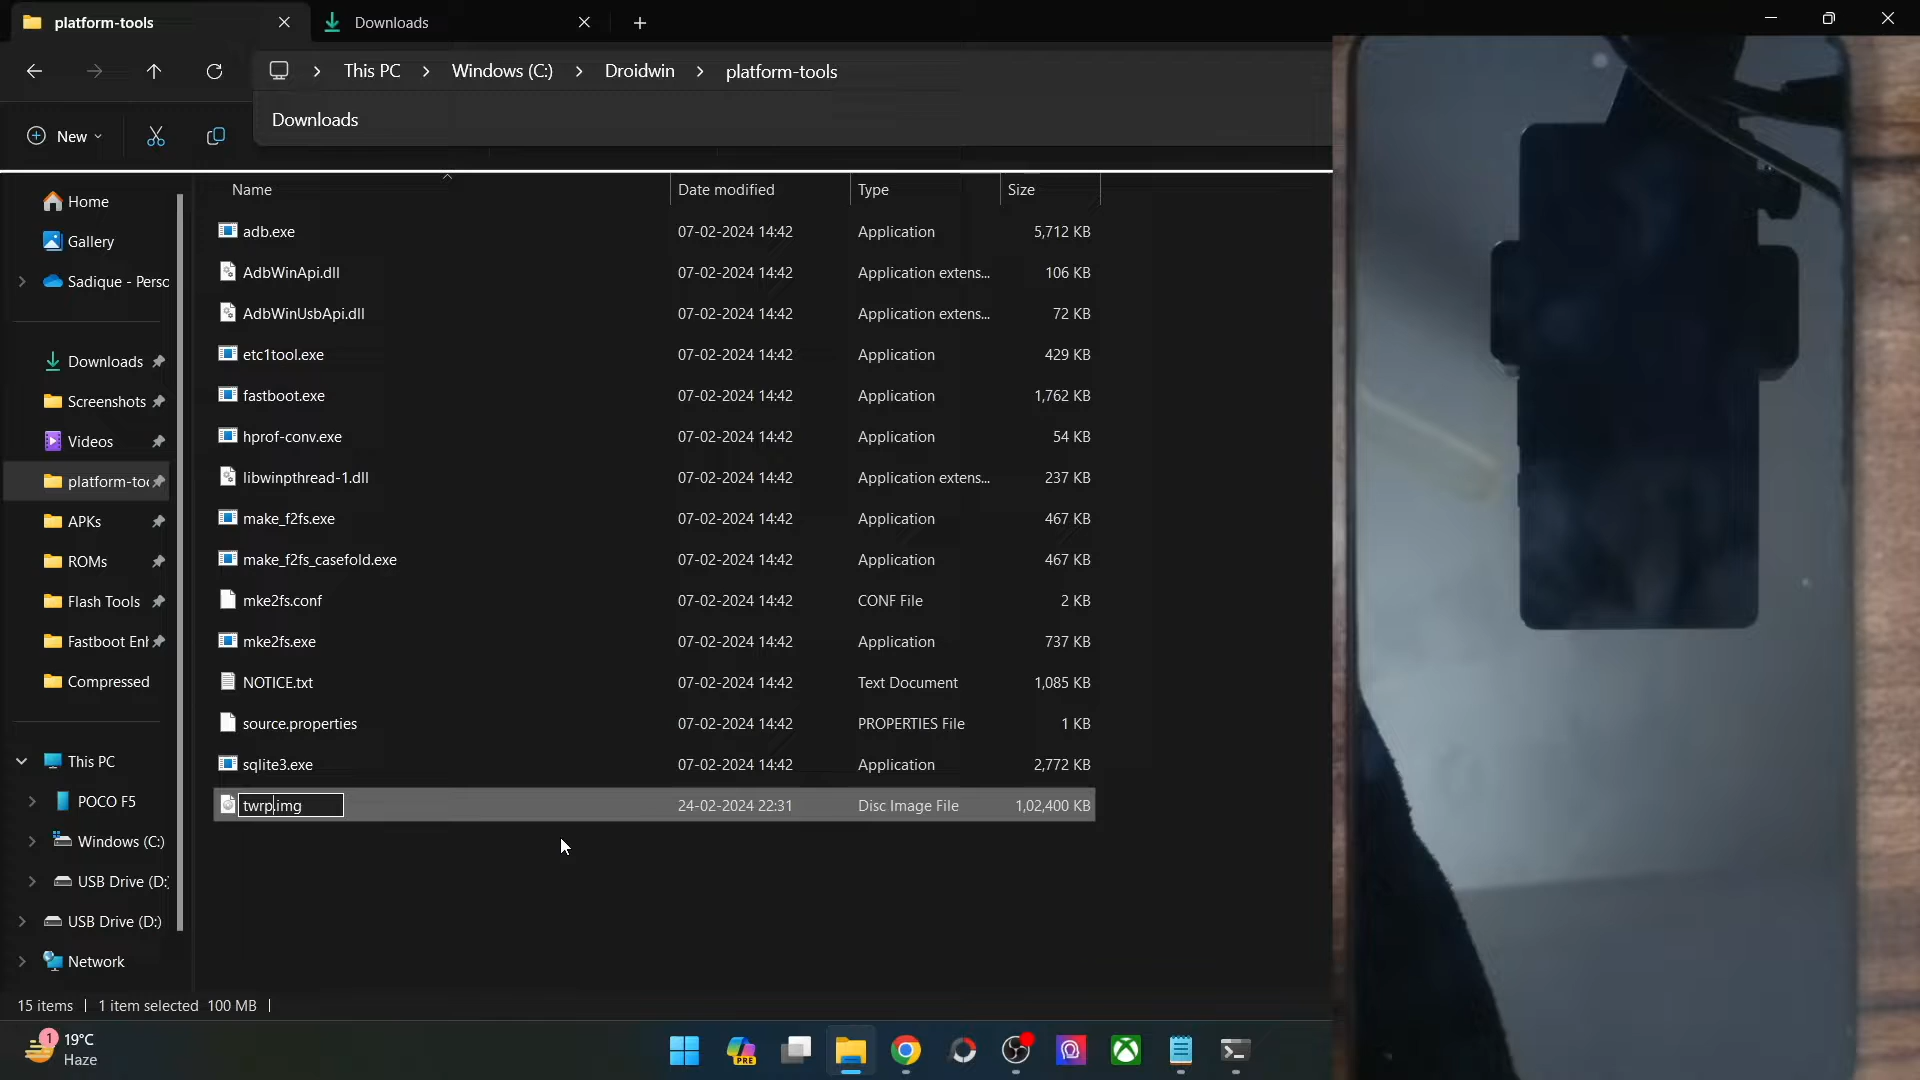 platform-tools
Downloads
This PC
Windows (C:)
Droidwin
platform-tools
Downloads
New
Name
Date modified
Type
Size
Home
Gallery
Sadique - Persc
Downloads
Screenshots
Videos
platform-toc
APKs
ROMs
Flash Tools
Fastboot Enh
Compressed
This PC
POCO F5
Windows (C:)
USB Drive (D:)
USB Drive (D:)
Network
adb.exe 07-02-2024 14:42 Application 5,712 KB
AdbWinApi.dll 07-02-2024 14:42 Application extens... 106 KB
AdbWinUsbApi.dll 07-02-2024 14:42 Application extens... 72 KB
etc1tool.exe 07-02-2024 14:42 Application 429 KB
fastboot.exe 07-02-2024 14:42 Application 1,762 KB
hprof-conv.exe 07-02-2024 14:42 Application 54 KB
libwinpthread-1.dll 07-02-2024 14:42 Application extens... 237 KB
make_f2fs.exe 07-02-2024 14:42 Application 467 KB
make_f2fs_casefold.exe 07-02-2024 14:42 Application 467 KB
mke2fs.conf 07-02-2024 14:42 CONF File 2 KB
mke2fs.exe 07-02-2024 14:42 Application 737 KB
NOTICE.txt 07-02-2024 14:42 Text Document 1,085 KB
source.properties 07-02-2024 14:42 PROPERTIES File 1 KB
sqlite3.exe 07-02-2024 14:42 Application 2,772 KB
twrp.img 24-02-2024 22:31 Disc Image File 1,02,400 KB
15 items
1 item selected 100 MB
1
19°C
Haze
PRE